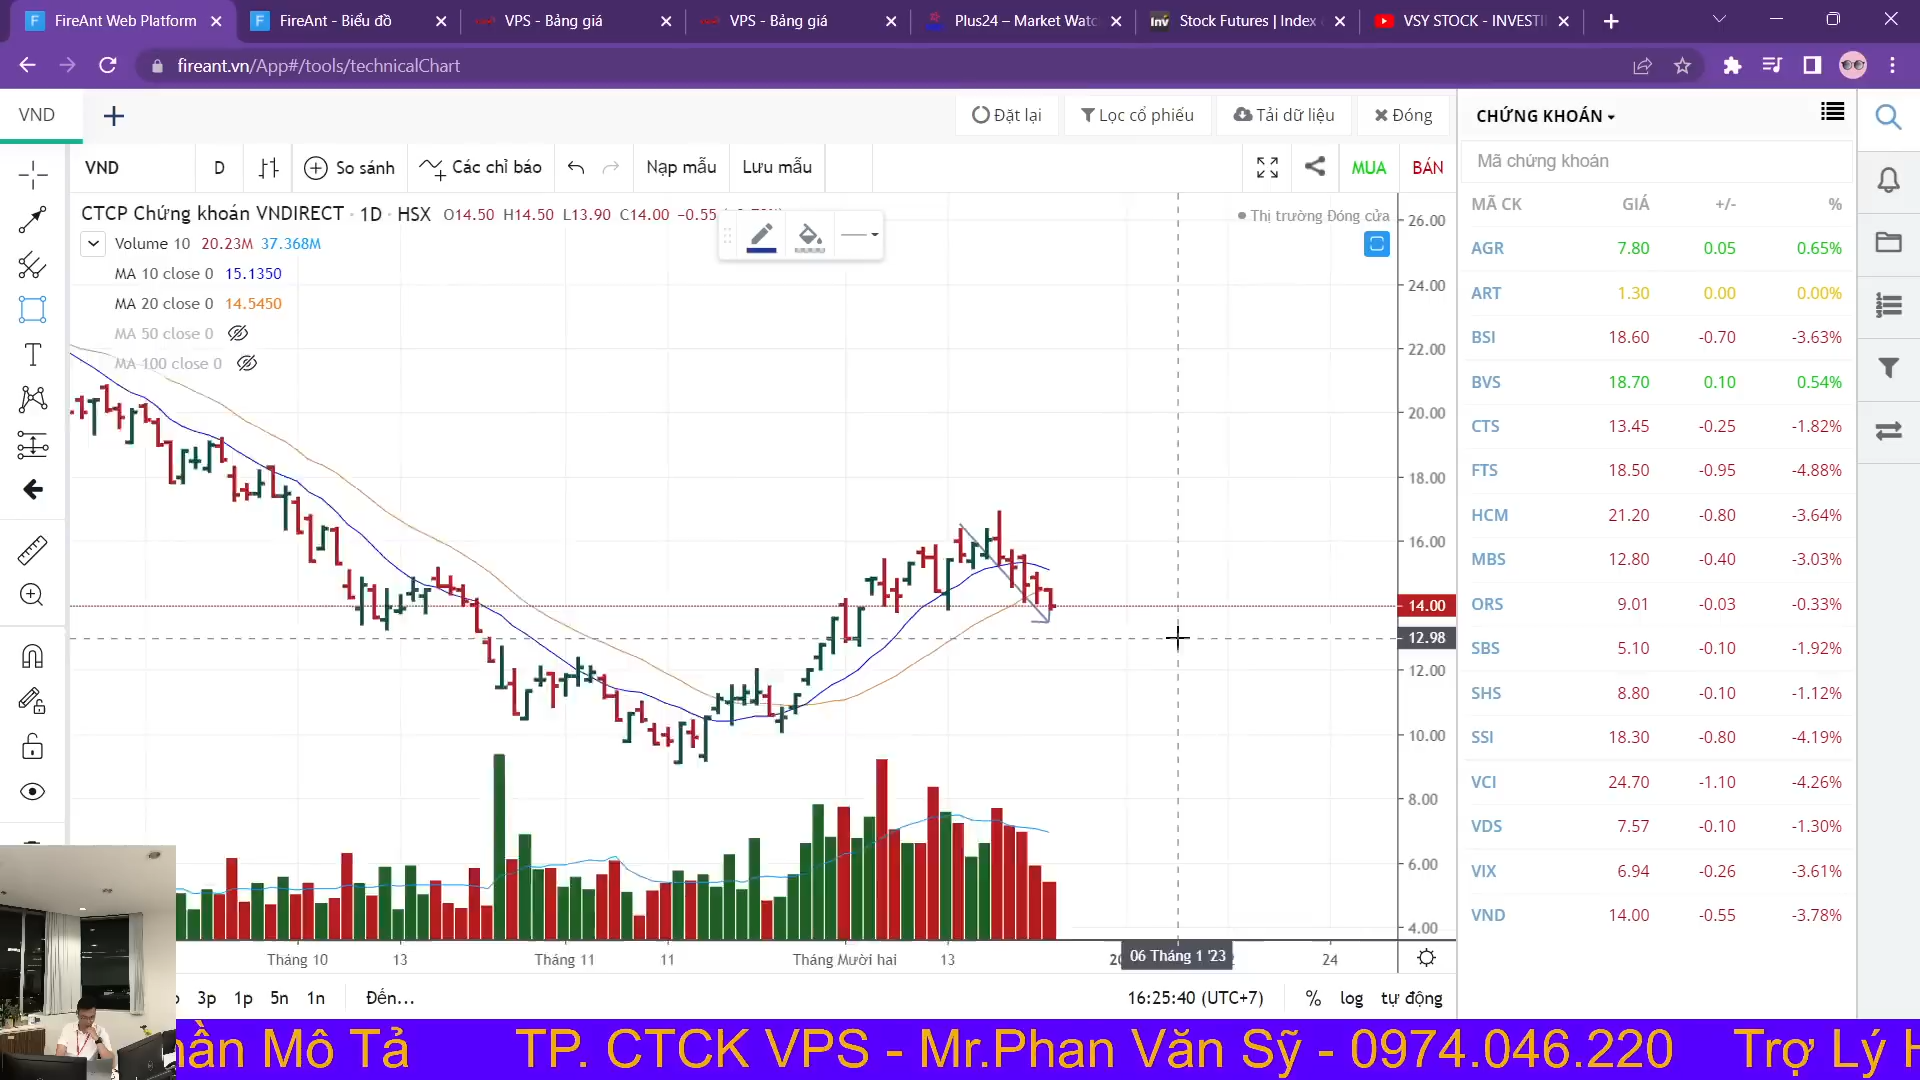 FireAnt Web Platform
FireAnt - Biểu đồ
VPS - Bảng giá
VPS - Bảng giá
Plus24 – Market Watc
Stock Futures | Index
VSY STOCK - INVESTI
fireant.vn/App#/tools/technicalChart
VND
Đặt lại
Lọc cổ phiếu
Tải dữ liệu
Đóng
VND D So sánh Các chỉ báo Nạp mẫu Lưu mẫu MUA BÁN
CTCP Chứng khoán VNDIRECT · 1D · HSX O14.50 H14.50 L13.90 C14.00 −0.55
Thị trường Đóng cửa
Volume 10 20.23M 37.368M
MA 10 close 0 15.1350
MA 20 close 0 14.5450
MA 50 close 0
MA 100 close 0
26.00
24.00
22.00
20.00
18.00
16.00
14.00
12.98
12.00
10.00
8.00
6.00
4.00
Tháng 10 13 Tháng 11 11 Tháng Mười hai 13 06 Tháng 1 '23 24
3p 1p 5n 1n Đến...
16:25:40 (UTC+7) % log tự động
CHỨNG KHOÁN
Mã chứng khoán
MÃ CK GIÁ +/- %
AGR 7.80 0.05 0.65%
ART 1.30 0.00 0.00%
BSI 18.60 -0.70 -3.63%
BVS 18.70 0.10 0.54%
CTS 13.45 -0.25 -1.82%
FTS 18.50 -0.95 -4.88%
HCM 21.20 -0.80 -3.64%
MBS 12.80 -0.40 -3.03%
ORS 9.01 -0.03 -0.33%
SBS 5.10 -0.10 -1.92%
SHS 8.80 -0.10 -1.12%
SSI 18.30 -0.80 -4.19%
VCI 24.70 -1.10 -4.26%
VDS 7.57 -0.10 -1.30%
VIX 6.94 -0.26 -3.61%
VND 14.00 -0.55 -3.78%
Mô Tả TP. CTCK VPS - Mr.Phan Văn Sỹ - 0974.046.220 Trợ Lý